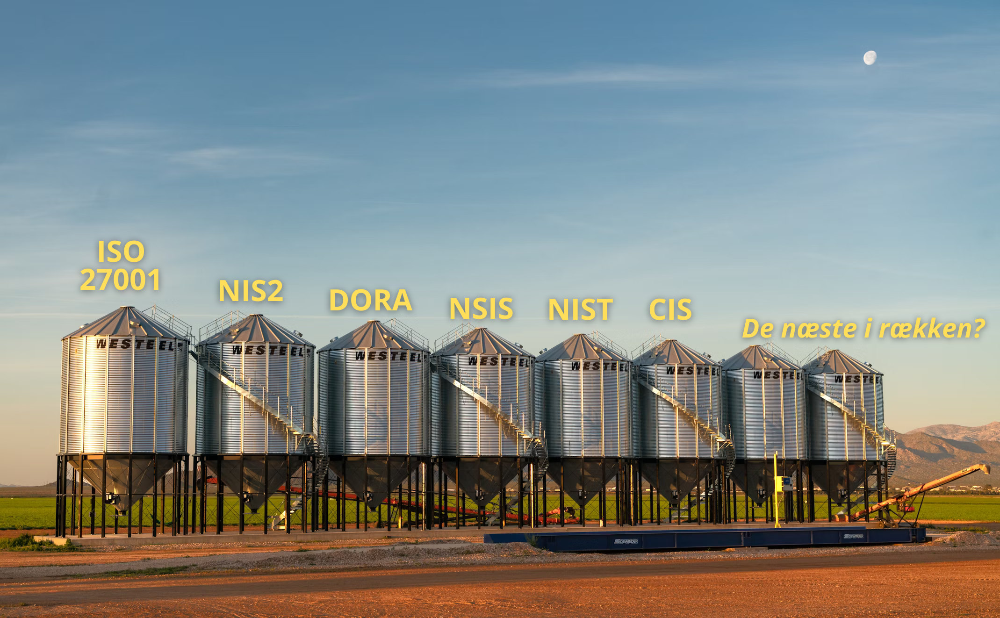 ISO
27001
NIS2
DORA
NSIS
NIST
CIS
De næste i rækken?
WESTEEL
WESTEEL
WESTEEL
WESTEEL
WESTEEL
WESTEEL
WESTEEL
WESTEEL
SIDEWINDER
SIDEWINDER